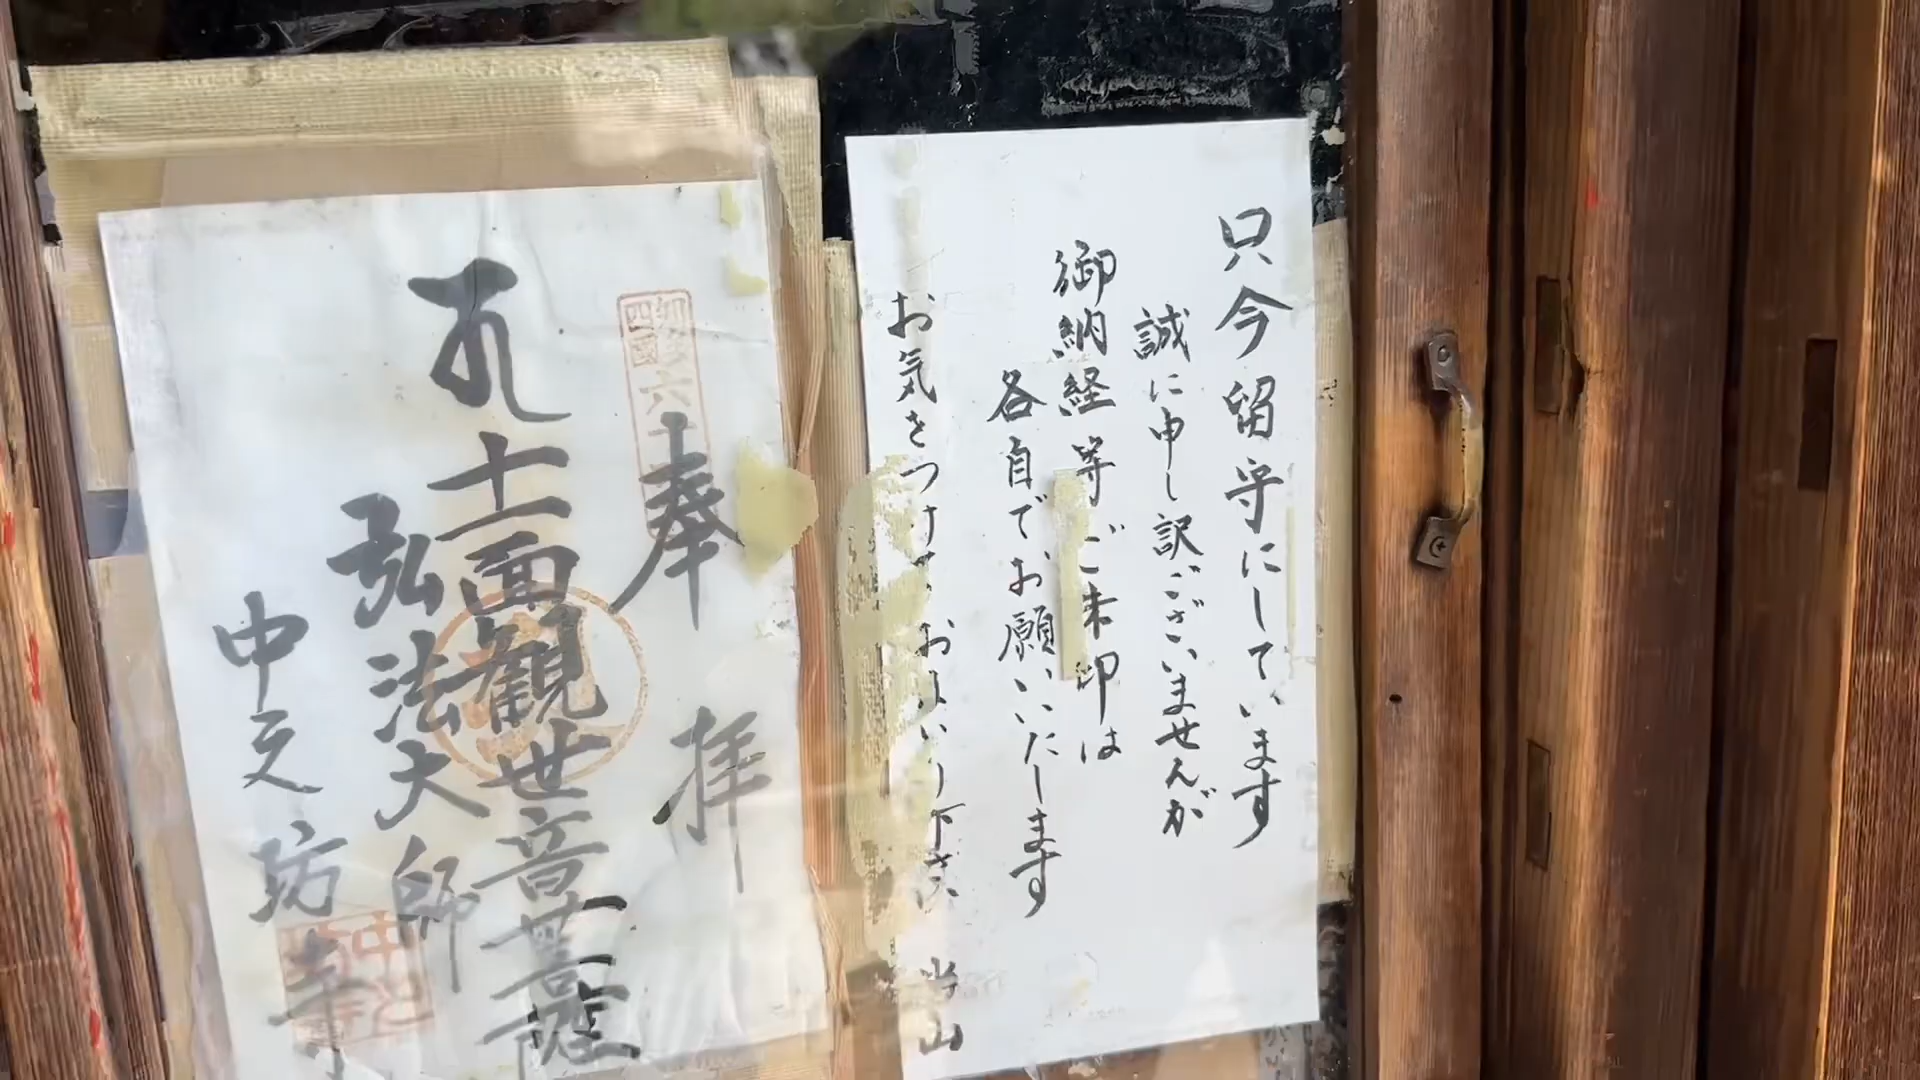 只今留守にしています
誠に申し訳ございませんが
御納経等ご朱印は
各自でお願いいたします
お気をつけて おまいり下さい
当山
奉拝
十一面観世音菩薩
弘法大師
中之坊寺